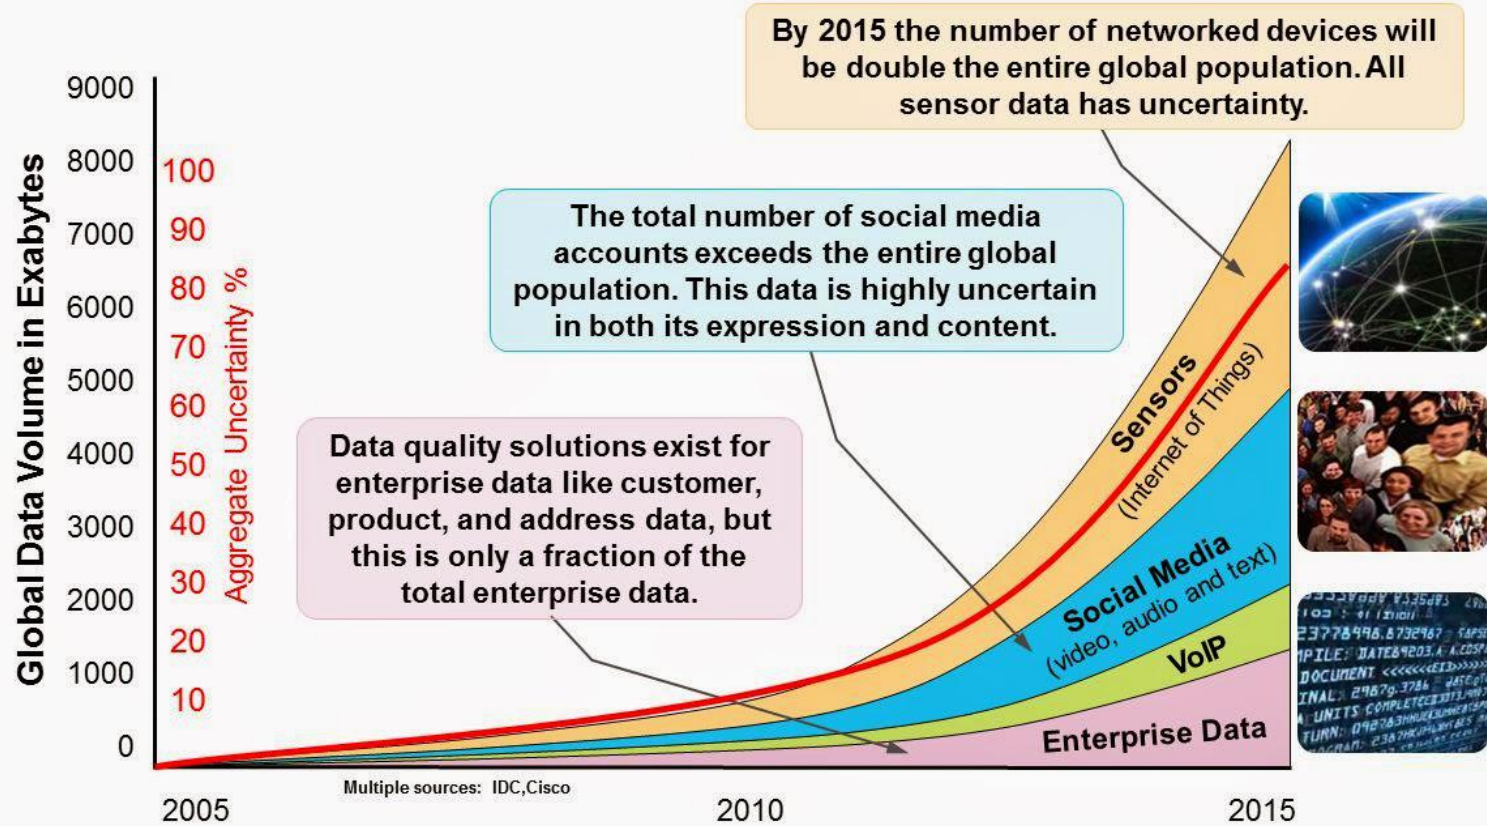 By 2015 the number of networked devices will
be double the entire global population. All
sensor data has uncertainty.
The total number of social media
accounts exceeds the entire global
population. This data is highly uncertain
in both its expression and content.
Data quality solutions exist for
enterprise data like customer,
product, and address data, but
this is only a fraction of the
total enterprise data.
Global Data Volume in Exabytes
9000
8000
7000
6000
5000
4000
3000
2000
1000
0
Aggregate Uncertainty %
100
90
80
70
60
50
40
30
20
10
Sensors
(Internet of Things)
Social Media
(video, audio and text)
VoIP
Enterprise Data
Multiple sources: IDC,Cisco
2005
2010
2015
DOCUMENT